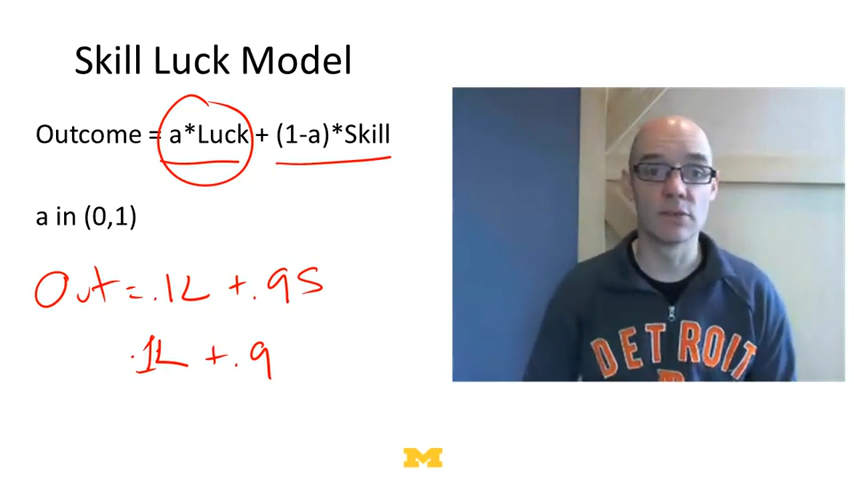 Skill Luck Model
Outcome = a*Luck + (1-a)*Skill
a in (0,1)
Out = .1L + .9S
.1L + .9
DETROIT
M